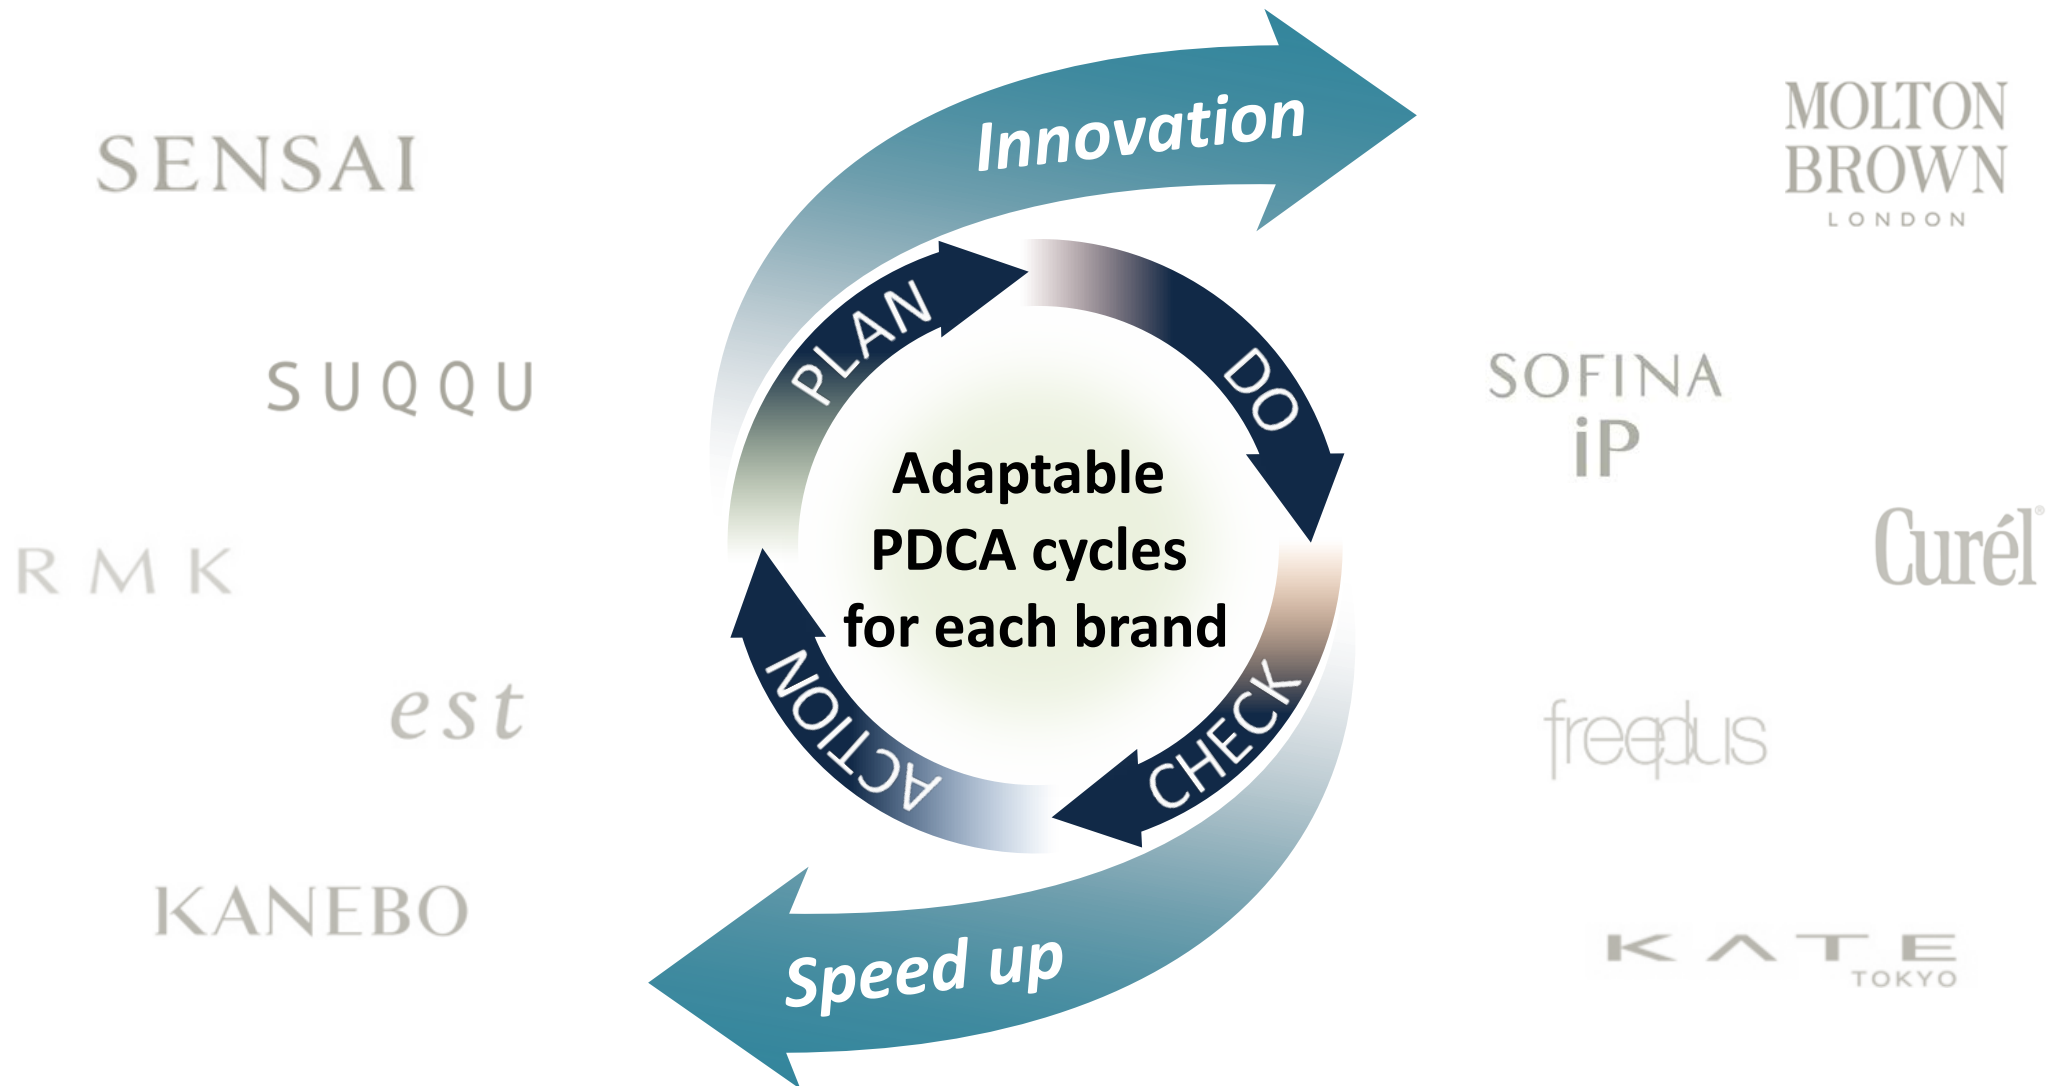 SENSAI
SUQQU
RMK
est
KANEBO
Innovation
PLAN
DO
CHECK
ACTION
Adaptable
PDCA cycles
for each brand
Speed up
MOLTON
BROWN
LONDON
SOFINA
iP
Curél®
freeplus
KATE
TOKYO